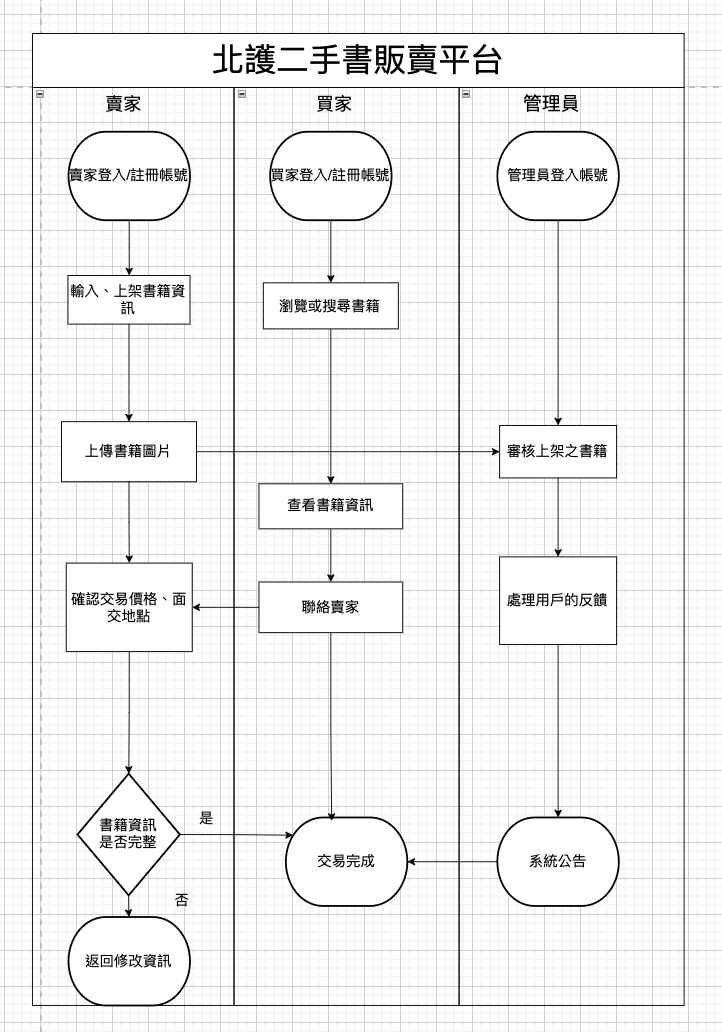 北護二手書販賣平台
賣家
買家
管理員
賣家登入/註冊帳號
買家登入/註冊帳號
管理員登入帳號
輸入、上架書籍資
訊
瀏覽或搜尋書籍
上傳書籍圖片
審核上架之書籍
查看書籍資訊
確認交易價格、面
交地點
聯絡賣家
處理用戶的反饋
書籍資訊
是否完整
是
交易完成
系統公告
否
返回修改資訊